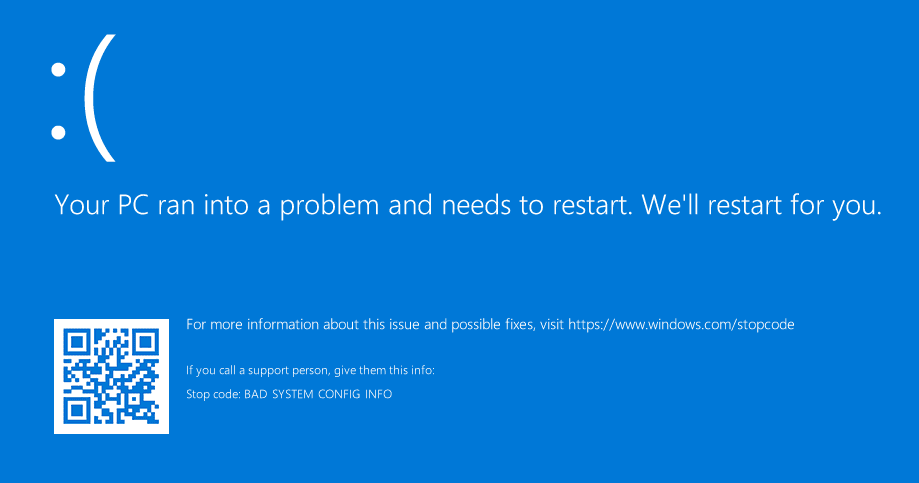 :(
Your PC ran into a problem and needs to restart. We'll restart for you.
For more information about this issue and possible fixes, visit https://www.windows.com/stopcode
If you call a support person, give them this info:
Stop code: BAD SYSTEM CONFIG INFO